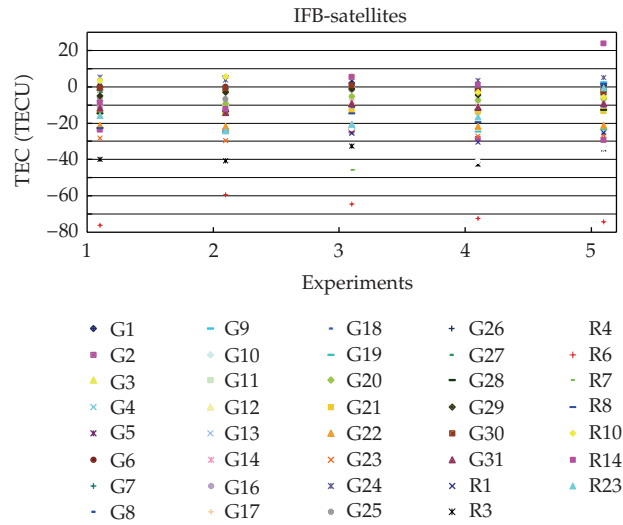 IFB-satellites
20
0
−20
−40
−60
−80
TEC (TECU)
1 2 3 4 5
Experiments
G1 G9 G18 G26 R4
G2 G10 G19 G27 R6
G3 G11 G20 G28 R7
G4 G12 G21 G29 R8
G5 G13 G22 G30 R10
G6 G14 G23 G31 R14
G7 G16 G24 R1 R23
G8 G17 G25 R3